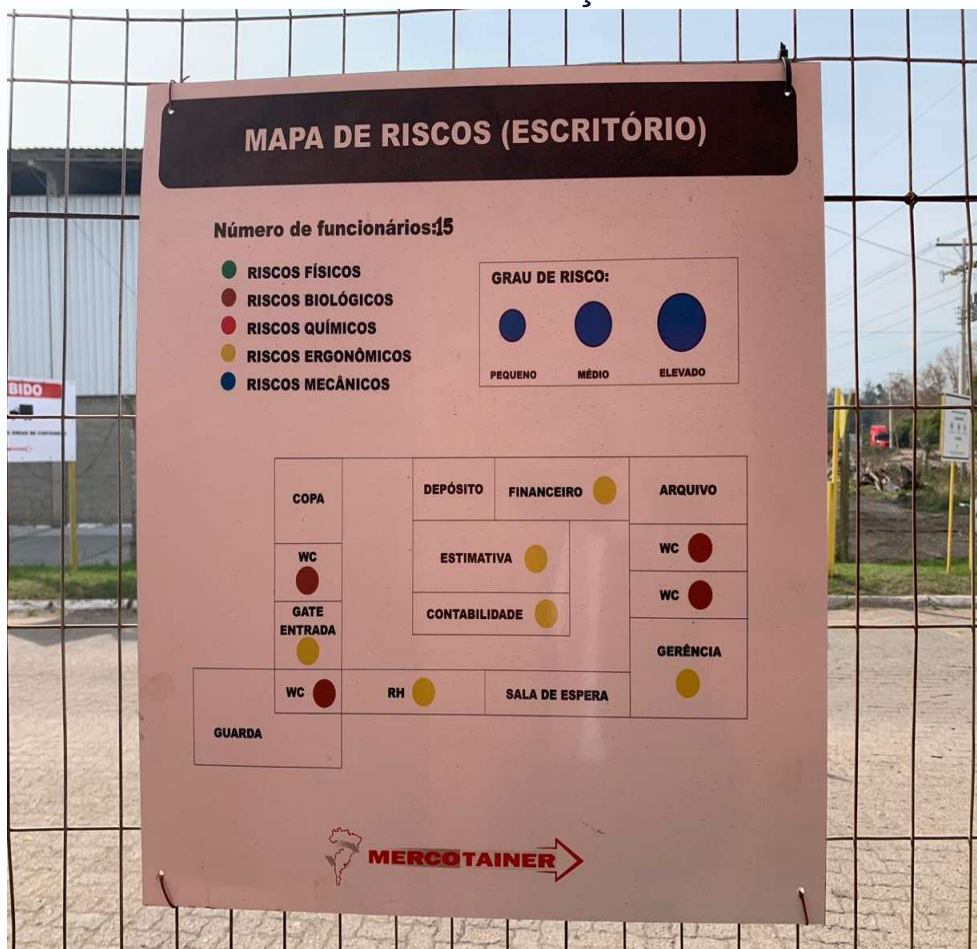 MAPA DE RISCOS (ESCRITÓRIO)
Número de funcionários:15
RISCOS FÍSICOS
RISCOS BIOLÓGICOS
RISCOS QUÍMICOS
RISCOS ERGONÔMICOS
RISCOS MECÂNICOS
GRAU DE RISCO:
PEQUENO MÉDIO ELEVADO
COPA
DEPÓSITO
FINANCEIRO
ARQUIVO
WC
ESTIMATIVA
WC
WC
GATE
ENTRADA
CONTABILIDADE
GERÊNCIA
WC
RH
SALA DE ESPERA
GUARDA
MERCOTAINER
BIDO